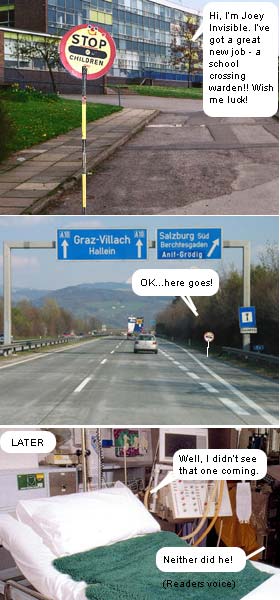 Hi, I'm Joey
Invisible. I've
got a great
new job - a
school
crossing
warden!! Wish
me luck!
STOP
CHILDREN
A10
A10
Graz-Villach
Hallein
Salzburg Süd
Berchtesgaden
Anif-Grödig
OK...here goes!
LATER
Well, I didn't see
that one coming.
Neither did he!
(Readers voice)